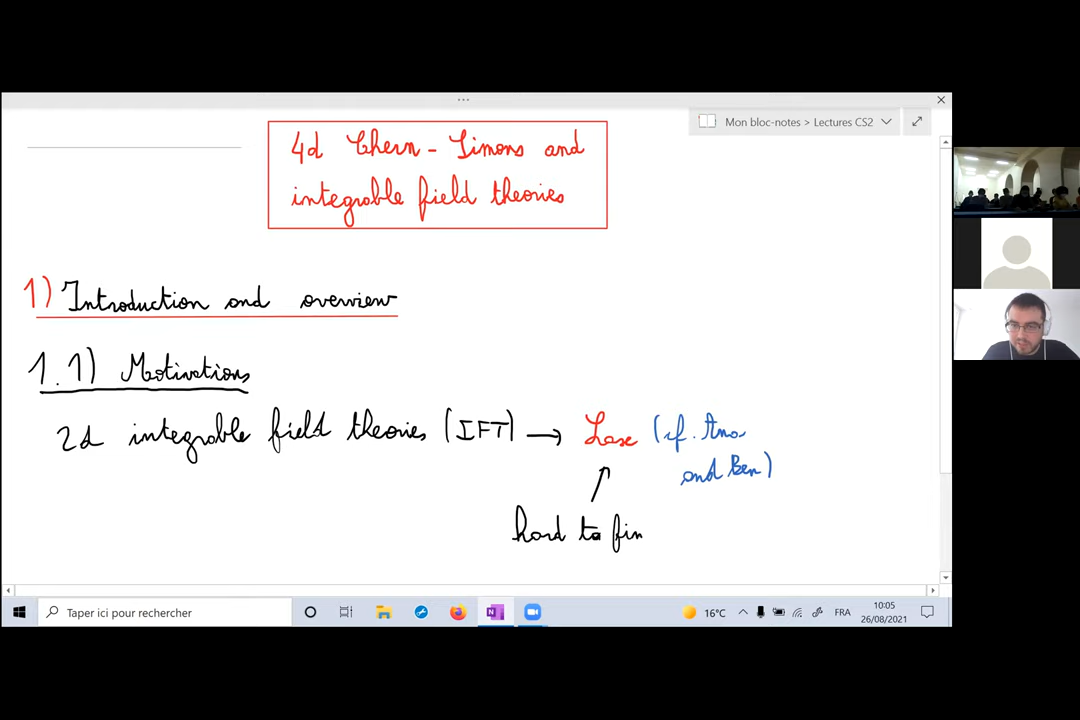 Mon bloc-notes > Lectures CS2
4d Chern-Simons and
integrable field theories
1) Introduction and overview
1.1) Motivations
2d integrable field theories (IFT) → Lax (cf. Ana
and Ben)
hard to fin
Taper ici pour rechercher
16°C
FRA
10:05
26/08/2021